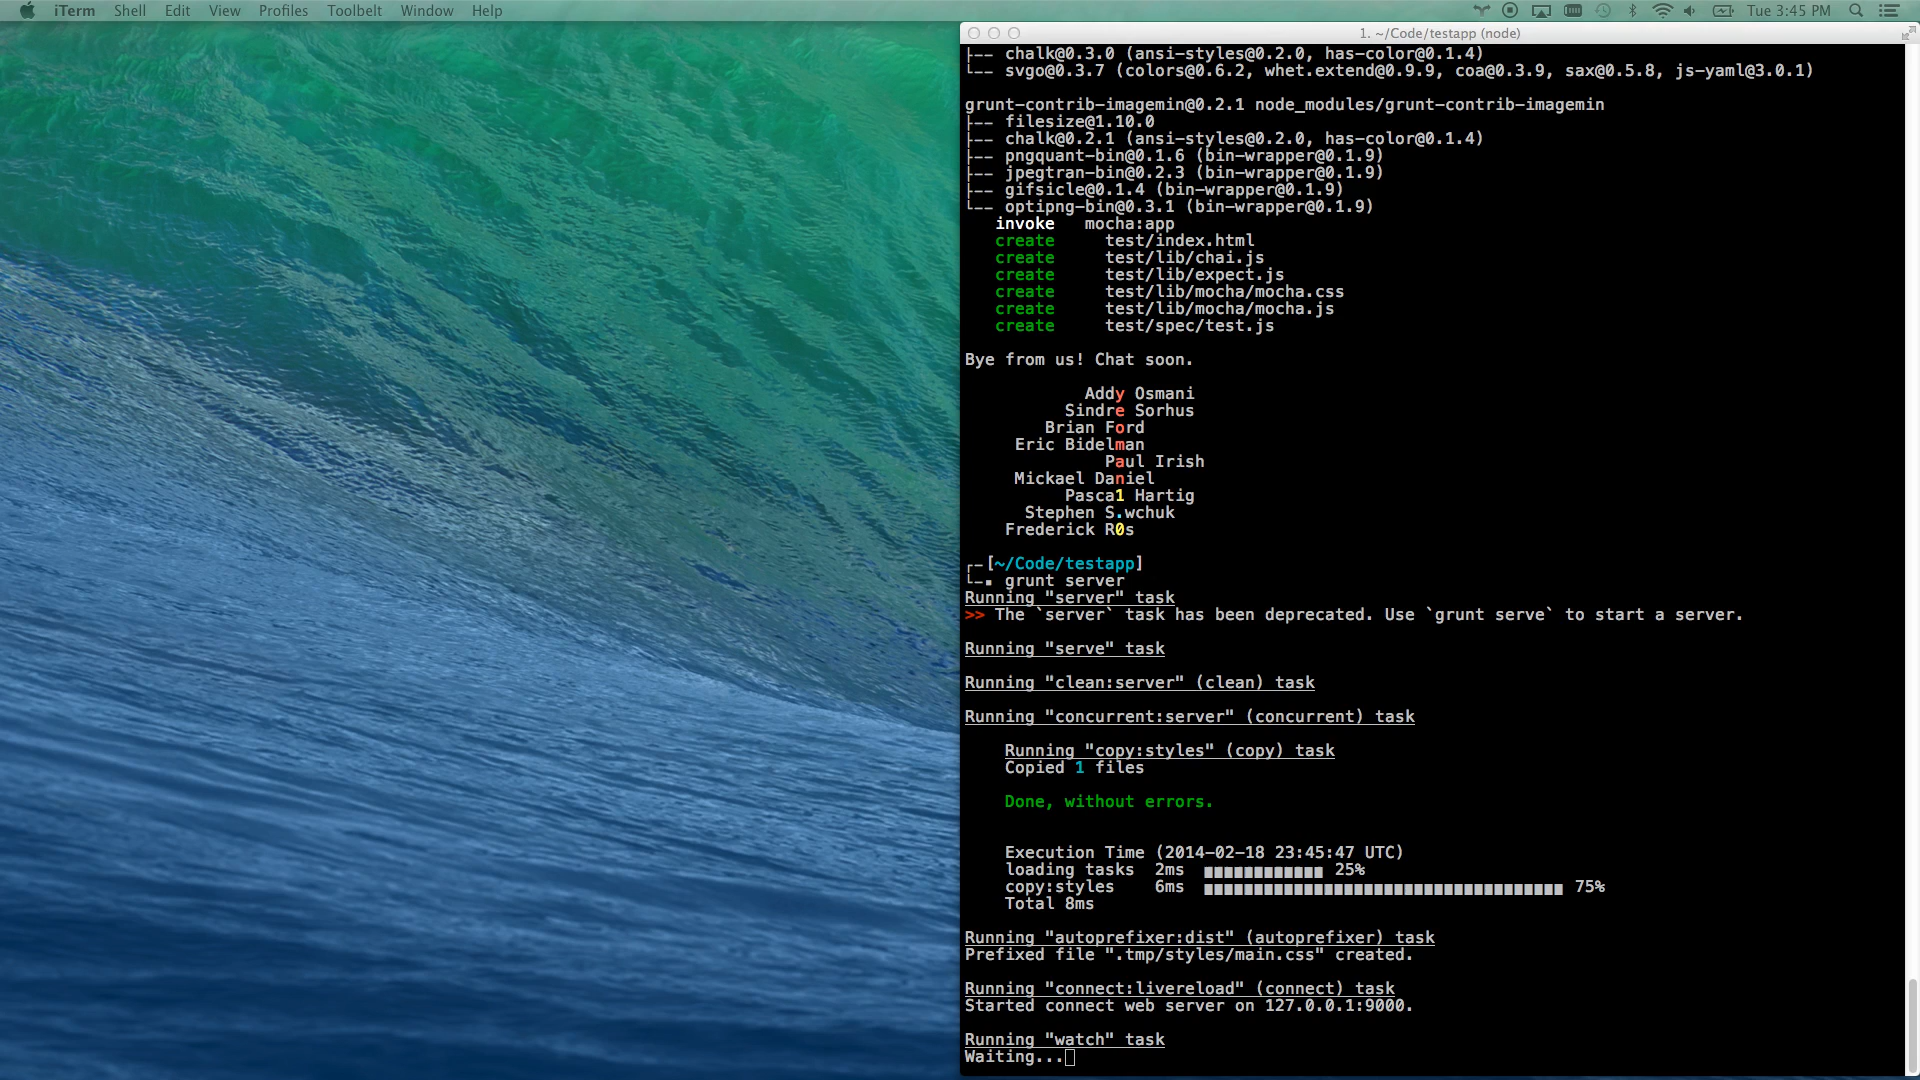 iTerm Shell Edit View Profiles Toolbelt Window Help Tue 3:45 PM
1. ~/Code/testapp (node)
├── chalk@0.3.0 (ansi-styles@0.2.0, has-color@0.1.4)
└── svgo@0.3.7 (colors@0.6.2, whet.extend@0.9.9, coa@0.3.9, sax@0.5.8, js-yaml@3.0.1)
grunt-contrib-imagemin@0.2.1 node_modules/grunt-contrib-imagemin
├── filesize@1.10.0
├── chalk@0.2.1 (ansi-styles@0.2.0, has-color@0.1.4)
├── pngquant-bin@0.1.6 (bin-wrapper@0.1.9)
├── jpegtran-bin@0.2.3 (bin-wrapper@0.1.9)
├── gifsicle@0.1.4 (bin-wrapper@0.1.9)
└── optipng-bin@0.3.1 (bin-wrapper@0.1.9)
invoke mocha:app
create test/index.html
create test/lib/chai.js
create test/lib/expect.js
create test/lib/mocha/mocha.css
create test/lib/mocha/mocha.js
create test/spec/test.js
Bye from us! Chat soon.
Addy Osmani
Sindre Sorhus
Brian Ford
Eric Bidelman
Paul Irish
Mickael Daniel
Pasca1 Hartig
Stephen S.wchuk
Frederick R0s
┌─[~/Code/testapp]
└─▪ grunt server
Running "server" task
>> The `server` task has been deprecated. Use `grunt serve` to start a server.
Running "serve" task
Running "clean:server" (clean) task
Running "concurrent:server" (concurrent) task
Running "copy:styles" (copy) task
Copied 1 files
Done, without errors.
Execution Time (2014-02-18 23:45:47 UTC)
loading tasks 2ms 25%
copy:styles 6ms 75%
Total 8ms
Running "autoprefixer:dist" (autoprefixer) task
Prefixed file ".tmp/styles/main.css" created.
Running "connect:livereload" (connect) task
Started connect web server on 127.0.0.1:9000.
Running "watch" task
Waiting...